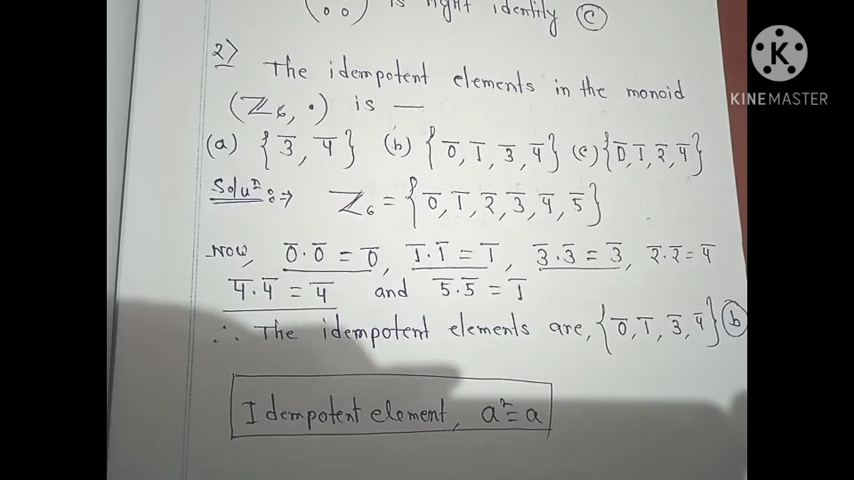 (0 0) is right identity (c)
2) The idempotent elements in the monoid
(ℤ₆, •) is —
(a) {3̅, 4̅} (b) {0̅, 1̅, 3̅, 4̅} (c) {0̅, 1̅, 2̅, 4̅}
Soluⁿ :→ ℤ₆ = {0̅, 1̅, 2̅, 3̅, 4̅, 5̅}
Now, 0̅·0̅ = 0̅, 1̅·1̅ = 1̅, 3̅·3̅ = 3̅, 2̅·2̅ = 4̅
4̅·4̅ = 4̅ and 5̅·5̅ = 1̅
∴ The idempotent elements are, {0̅, 1̅, 3̅, 4̅} (b)
Idempotent element, a² = a
KINEMASTER